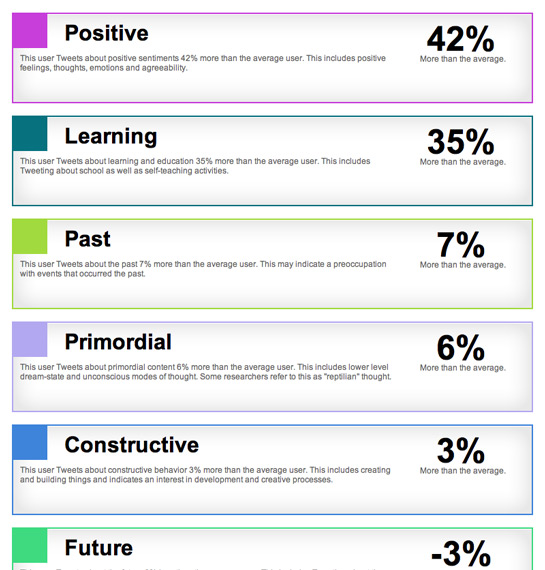 Positive
42%
This user Tweets about positive sentiments 42% more than the average user. This includes positive
feelings, thoughts, emotions and agreeability.
More than the average.
Learning
35%
This user Tweets about learning and education 35% more than the average user. This includes
Tweeting about school as well as self-teaching activities.
More than the average.
Past
7%
This user Tweets about the past 7% more than the average user. This may indicate a preoccupation
with events that occurred the past.
More than the average.
Primordial
6%
This user Tweets about primordial content 6% more than the average user. This includes lower level
dream-state and unconscious modes of thought. Some researchers refer to this as "reptilian" thought.
More than the average.
Constructive
3%
This user Tweets about constructive behavior 3% more than the average user. This includes creating
and building things and indicates an interest in development and creative processes.
More than the average.
Future
-3%